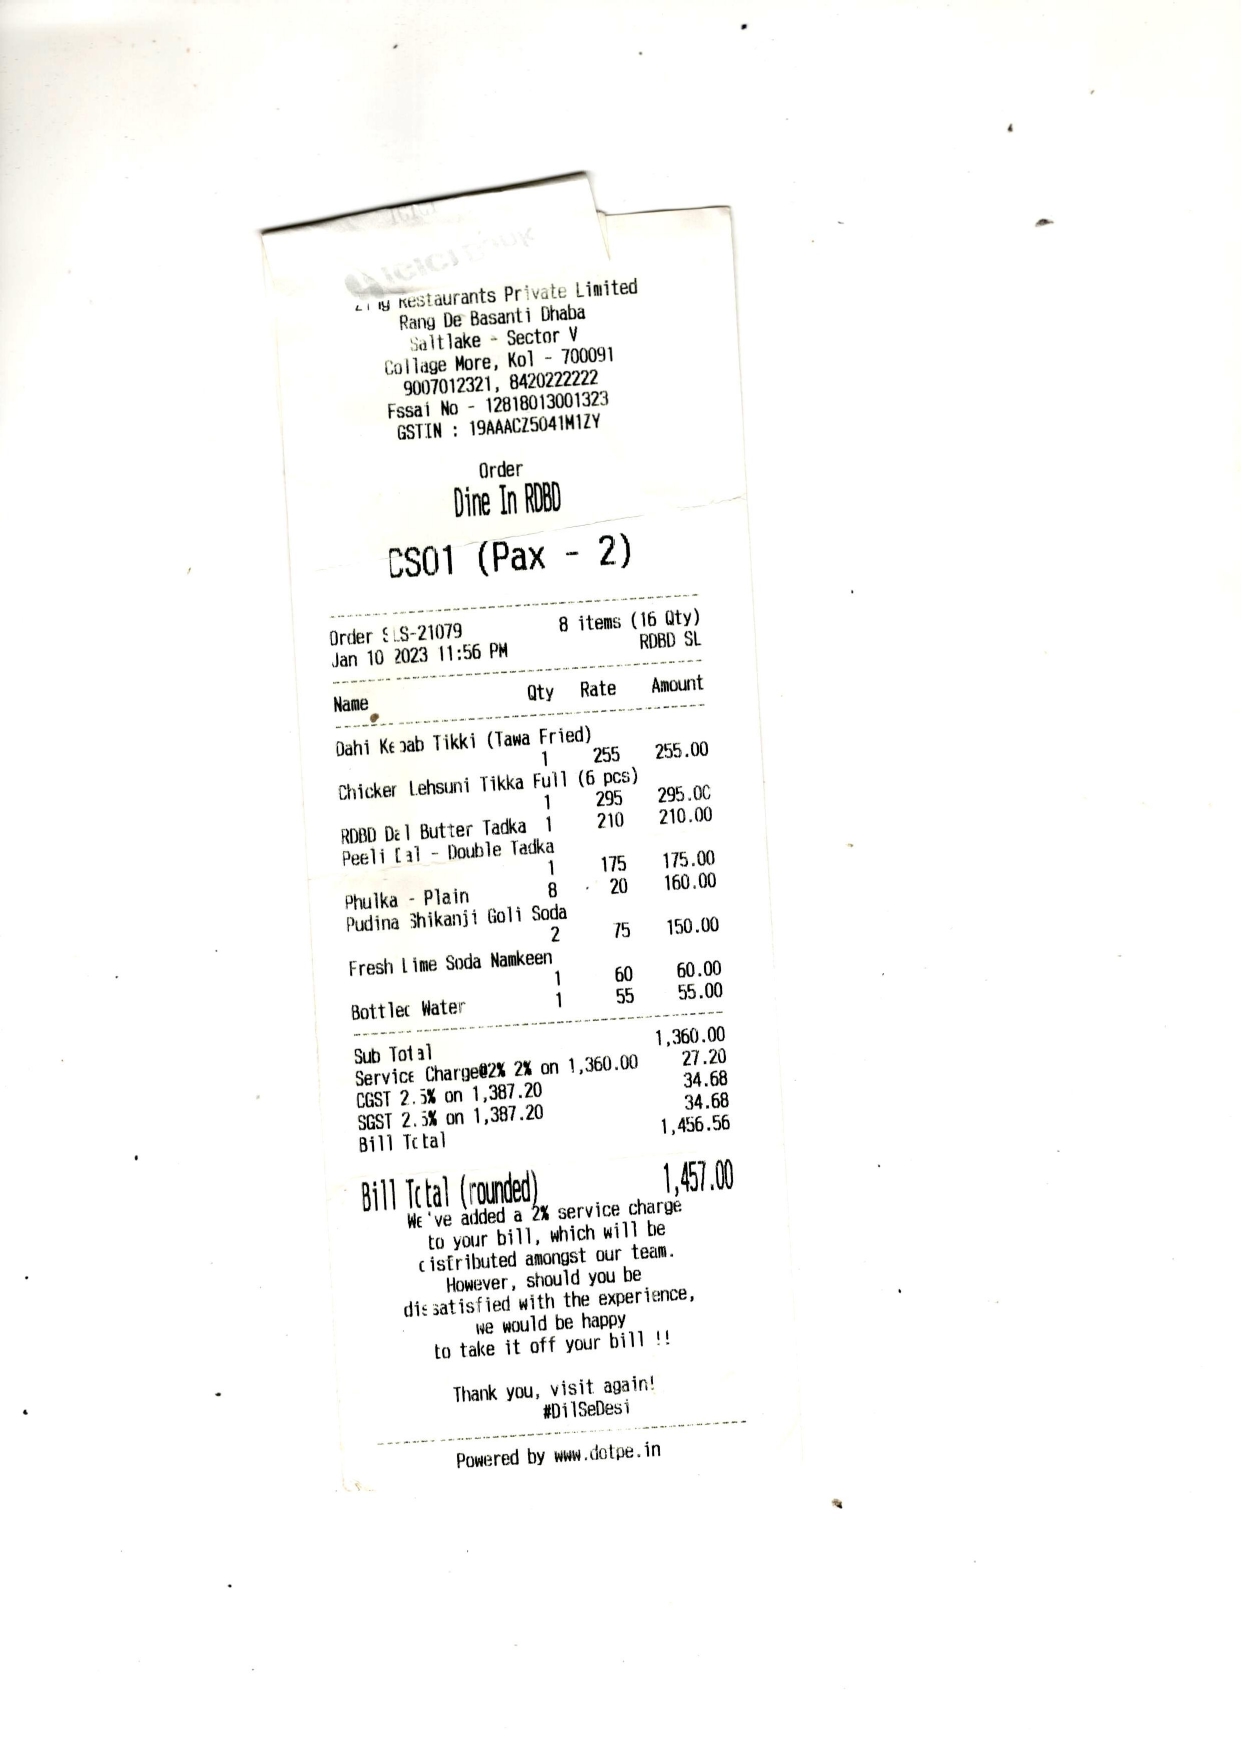 ICICI Bank
Restaurants Private Limited
Rang De Basanti Dhaba
Saltlake - Sector V
Collage More, Kol - 700091
9007012321, 8420222222
Fssai No - 12818013001323
GSTIN : 19AAACZ5041M1ZY
Order
Dine In RDBD
CS01 (Pax - 2)
Order SLS-21079 8 items (16 Qty)
Jan 10 2023 11:56 PM RDBD SL
Name Qty Rate Amount
Dahi Kebab Tikki (Tawa Fried)
1 255 255.00
Chicken Lehsuni Tikka Full (6 pcs)
1 295 295.00
RDBD Dal Butter Tadka 1 210 210.00
Peeli Dal - Double Tadka
1 175 175.00
Phulka - Plain 8 20 160.00
Pudina Shikanji Goli Soda
2 75 150.00
Fresh Lime Soda Namkeen
1 60 60.00
Bottled Water 1 55 55.00
Sub Total 1,360.00
Service Charge@2% 2% on 1,360.00 27.20
CGST 2.5% on 1,387.20 34.68
SGST 2.5% on 1,387.20 34.68
Bill Total 1,456.56
Bill Total (rounded) 1,457.00
We've added a 2% service charge
to your bill, which will be
distributed amongst our team.
However, should you be
dissatisfied with the experience,
we would be happy
to take it off your bill !!
Thank you, visit again!
#DilSeDesi
Powered by www.dotpe.in